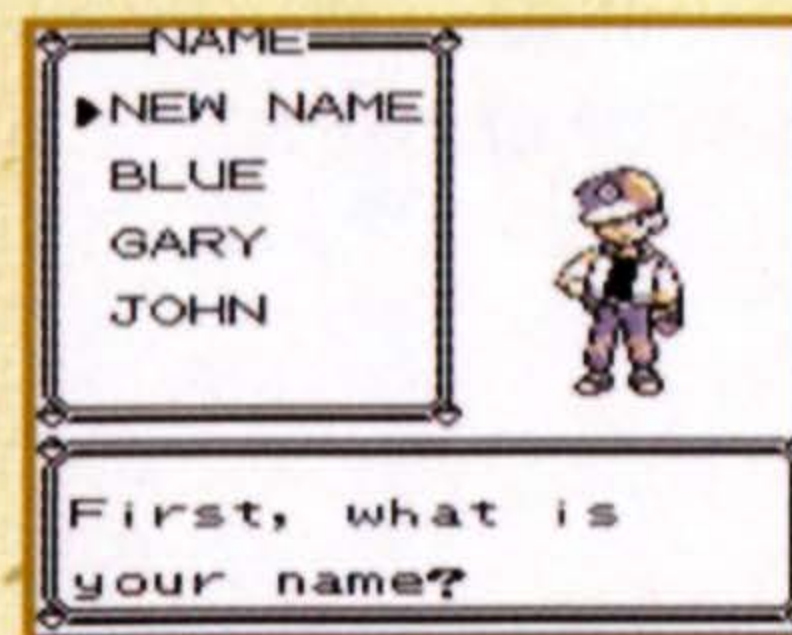 NAME
NEW NAME
BLUE
GARY
JOHN
First, what is
your name?